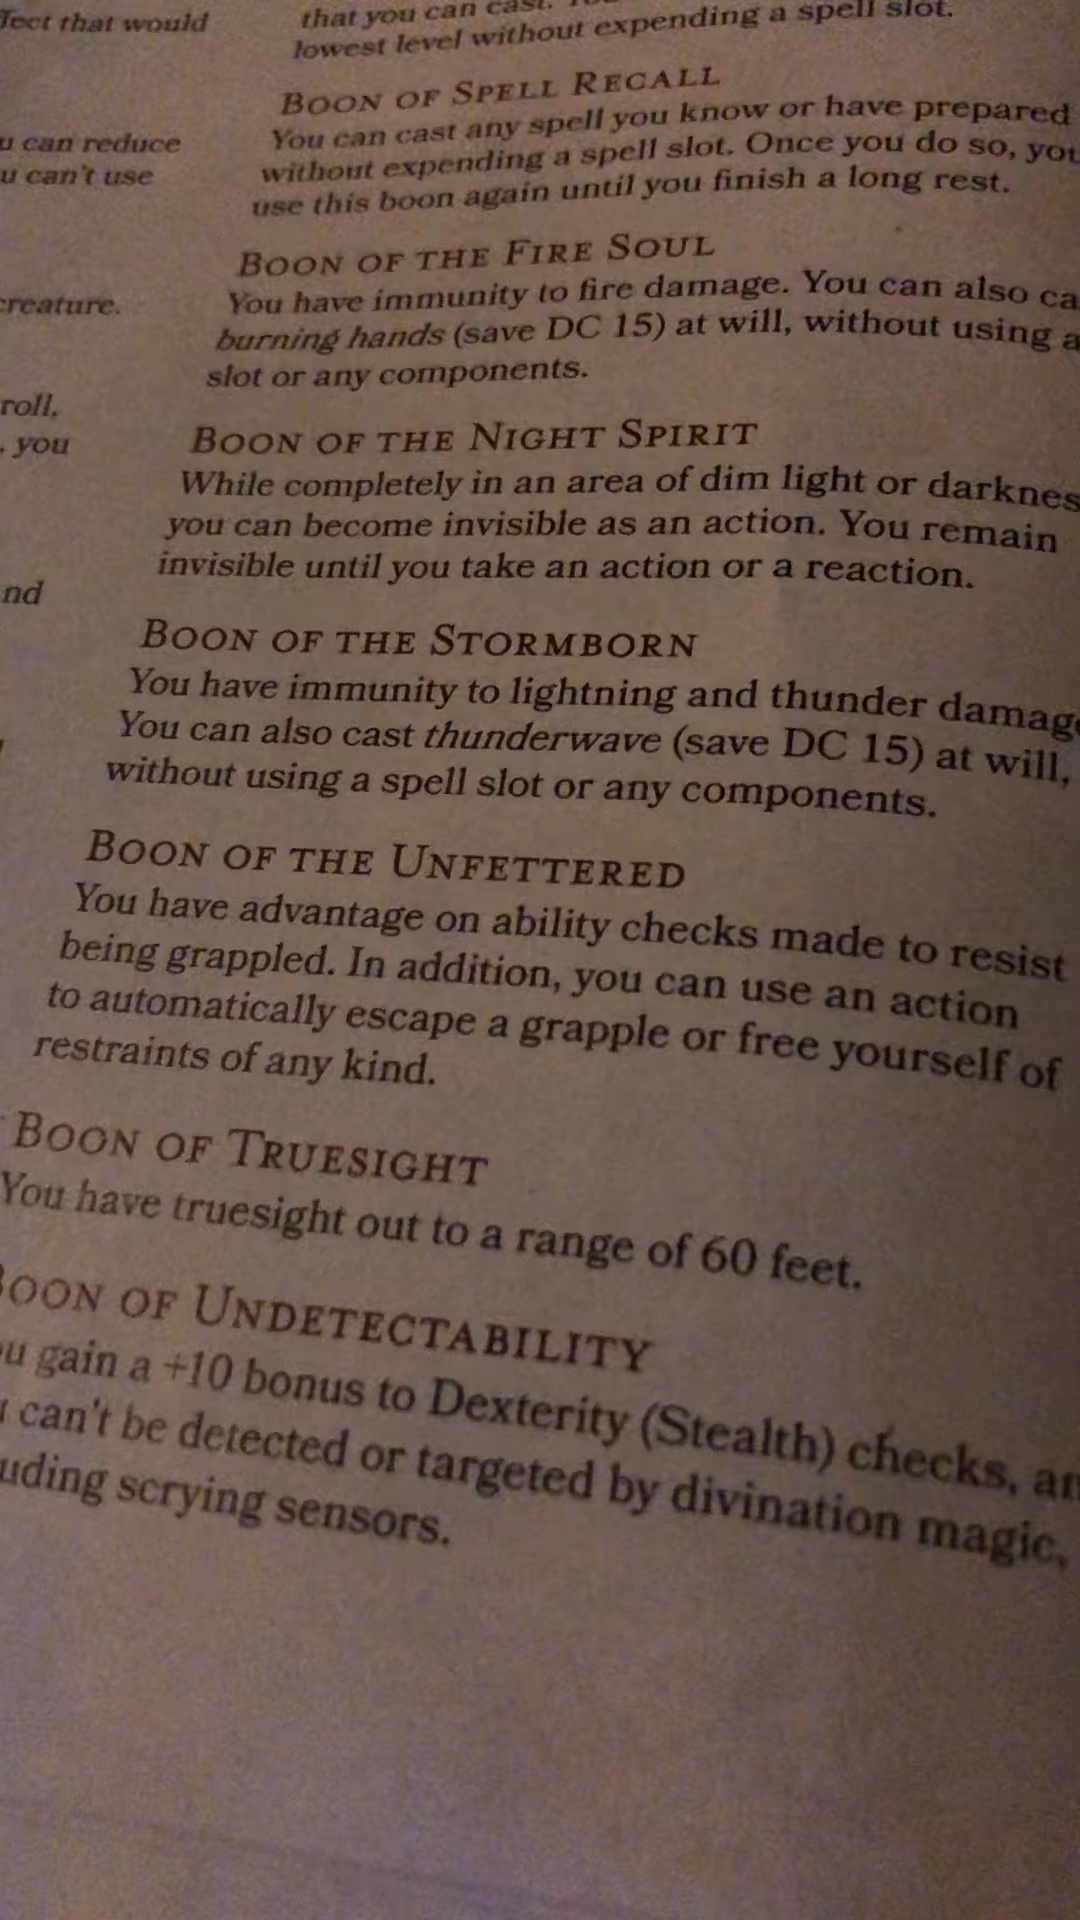 fect that would
u can reduce
u can't use
creature.
roll,
. you
nd
that you can cast.
lowest level without expending a spell slot.
BOON OF SPELL RECALL
You can cast any spell you know or have prepared
without expending a spell slot. Once you do so, you
use this boon again until you finish a long rest.
BOON OF THE FIRE SOUL
You have immunity to fire damage. You can also ca
burning hands (save DC 15) at will, without using a
slot or any components.
BOON OF THE NIGHT SPIRIT
While completely in an area of dim light or darknes
you can become invisible as an action. You remain
invisible until you take an action or a reaction.
BOON OF THE STORMBORN
You have immunity to lightning and thunder damage
You can also cast thunderwave (save DC 15) at will,
without using a spell slot or any components.
BOON OF THE UNFETTERED
You have advantage on ability checks made to resist
being grappled. In addition, you can use an action
to automatically escape a grapple or free yourself of
restraints of any kind.
BOON OF TRUESIGHT
You have truesight out to a range of 60 feet.
BOON OF UNDETECTABILITY
ou gain a +10 bonus to Dexterity (Stealth) checks, an
u can't be detected or targeted by divination magic,
uding scrying sensors.